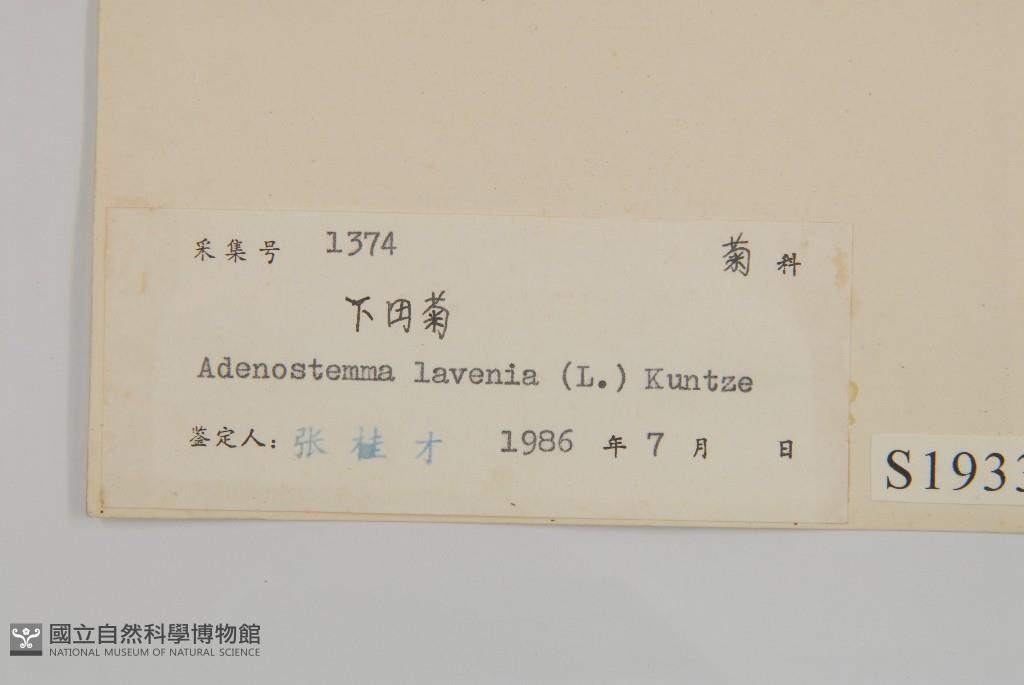 采集号 1374 菊科
下田菊
Adenostemma lavenia (L.) Kuntze
鉴定人: 张桂才 1986 年 7 月 日
S1933
國立自然科學博物館
NATIONAL MUSEUM OF NATURAL SCIENCE